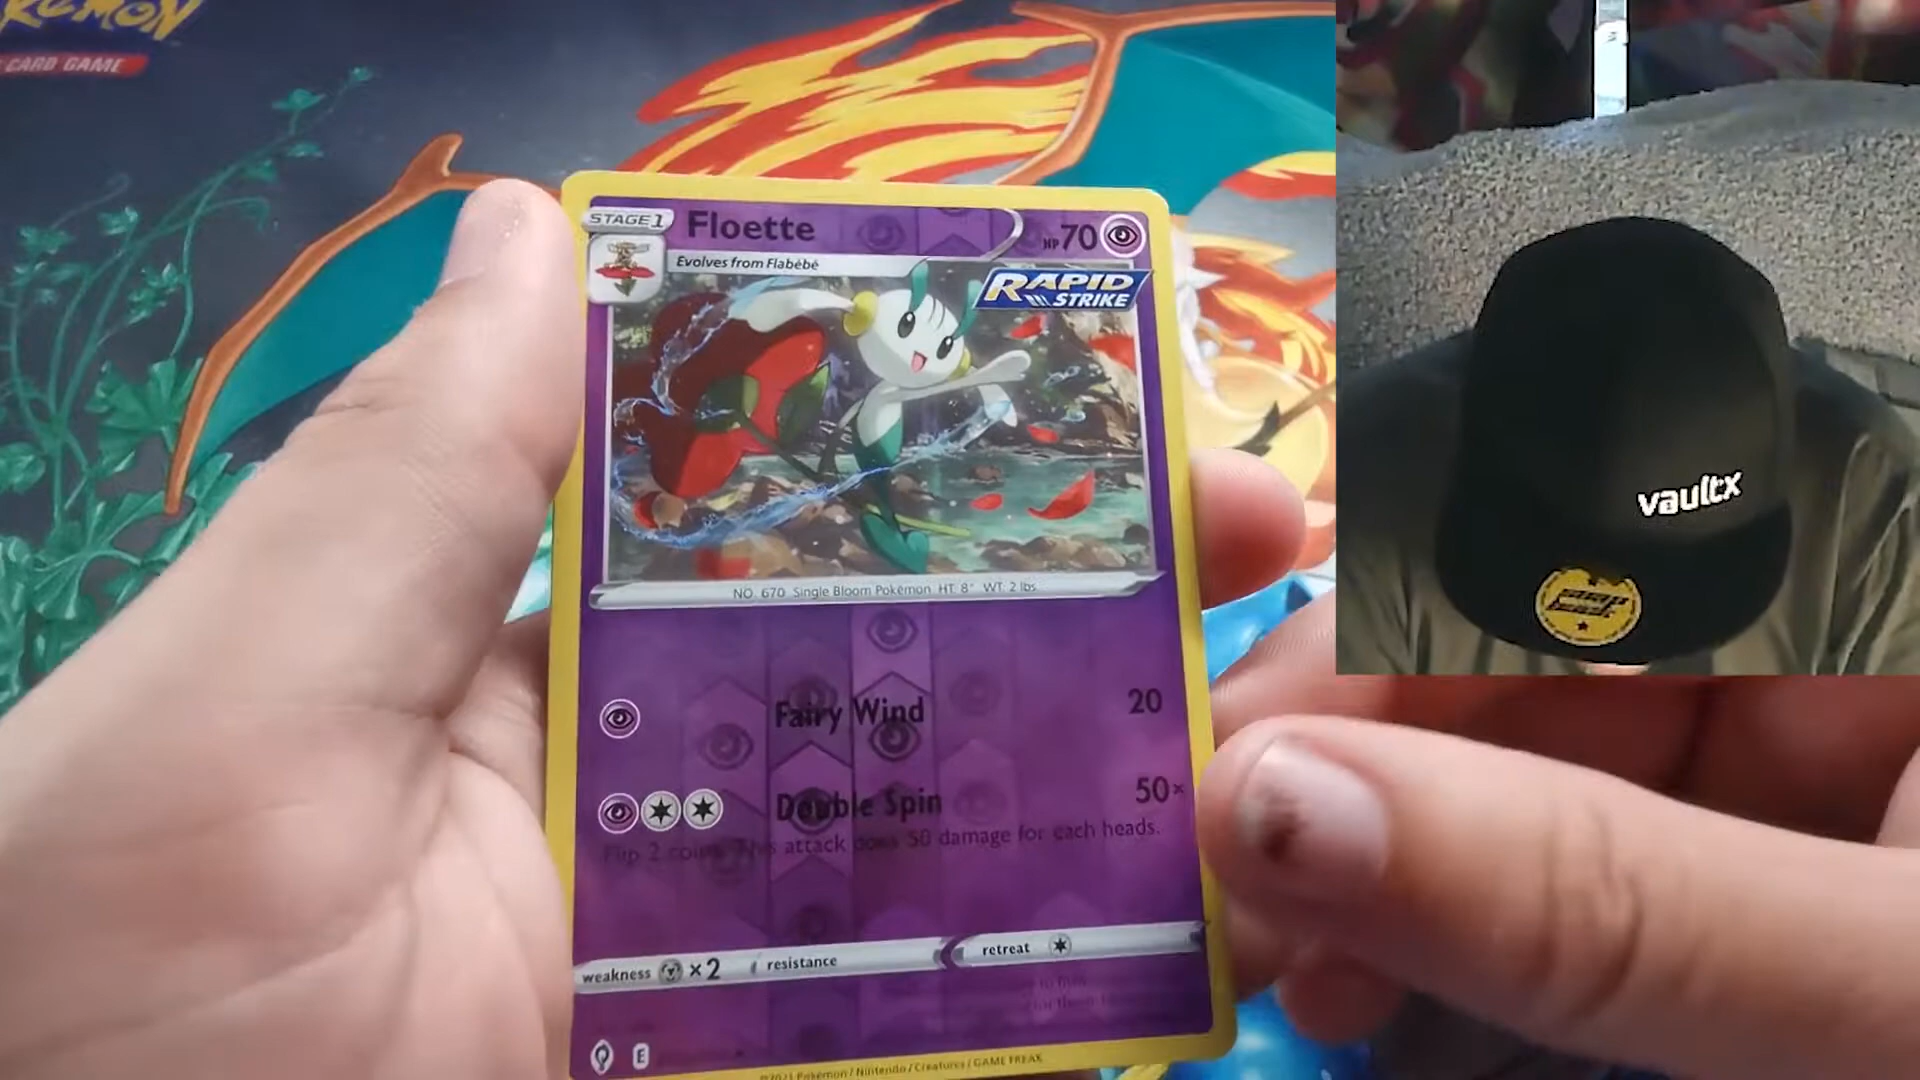 POKÉMON
CARD GAME
STAGE 1
Floette
HP 70
Evolves from Flabébé
RAPID
STRIKE
NO. 670 Single Bloom Pokémon HT: 8" WT: 2 lbs.
Fairy Wind 20
Double Spin 50×
Flip 2 coins. This attack does 50 damage for each heads.
weakness ×2 resistance
retreat
E
©2021 Pokémon / Nintendo / Creatures / GAME FREAK
vaultx